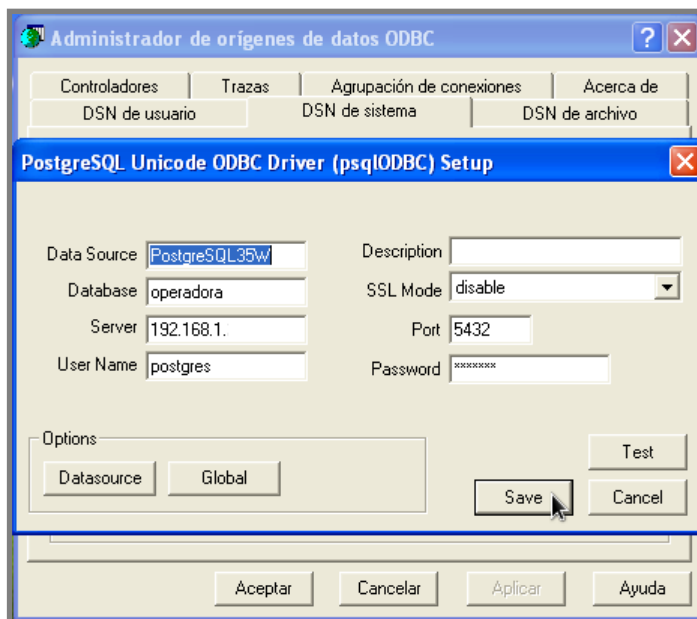 Administrador de orígenes de datos ODBC
Controladores Trazas Agrupación de conexiones Acerca de
DSN de usuario DSN de sistema DSN de archivo
PostgreSQL Unicode ODBC Driver (psqlODBC) Setup
Data Source PostgreSQL35W Description
Database operadora SSL Mode disable
Server 192.168.1. Port 5432
User Name postgres Password xxxxxxx
Options
Datasource Global
Test
Save Cancel
Aceptar Cancelar Aplicar Ayuda